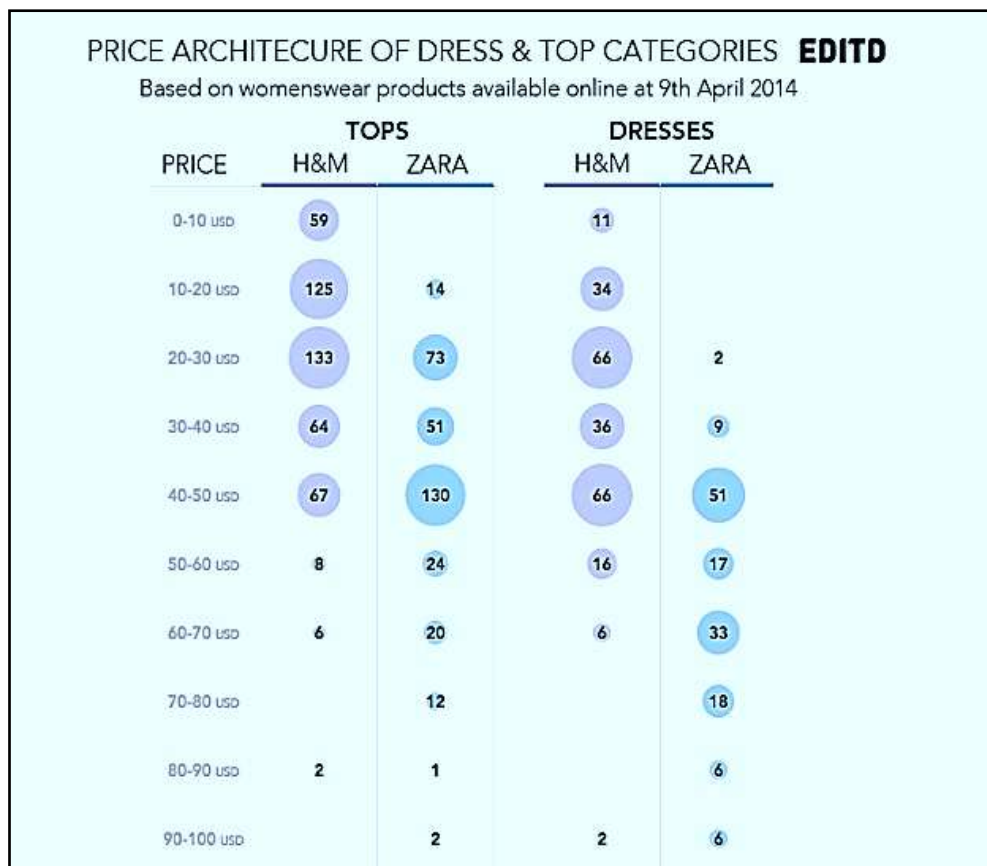 PRICE ARCHITECURE OF DRESS & TOP CATEGORIES EDITD
Based on womenswear products available online at 9th April 2014
TOPS DRESSES
PRICE H&M ZARA H&M ZARA
0-10 USD 59 11
10-20 USD 125 14 34
20-30 USD 133 73 66 2
30-40 USD 64 51 36 9
40-50 USD 67 130 66 51
50-60 USD 8 24 16 17
60-70 USD 6 20 6 33
70-80 USD 12 18
80-90 USD 2 1 6
90-100 USD 2 2 6